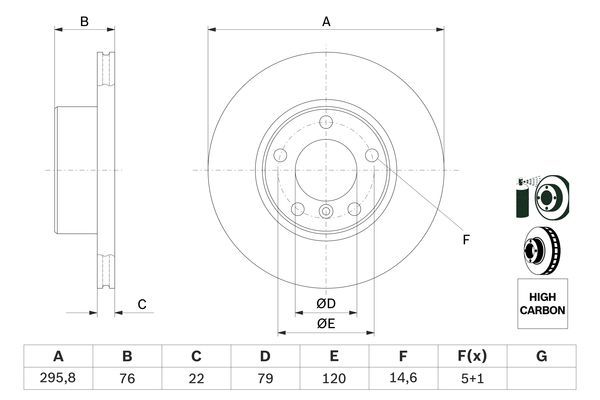 B
A
F
C
ØD
ØE
HIGH
CARBON
A B C D E F F(x) G
295,8 76 22 79 120 14,6 5+1